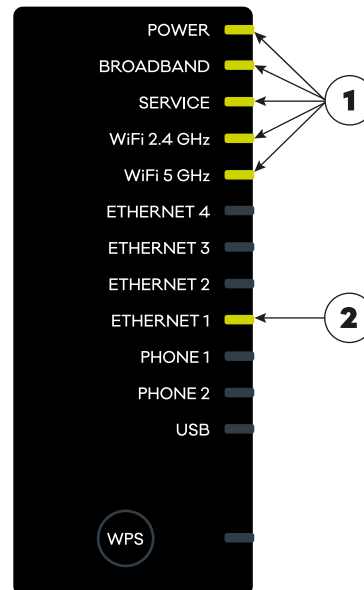 POWER
BROADBAND
SERVICE
WiFi 2.4 GHz
WiFi 5 GHz
ETHERNET 4
ETHERNET 3
ETHERNET 2
ETHERNET 1
PHONE 1
PHONE 2
USB
WPS
1
2